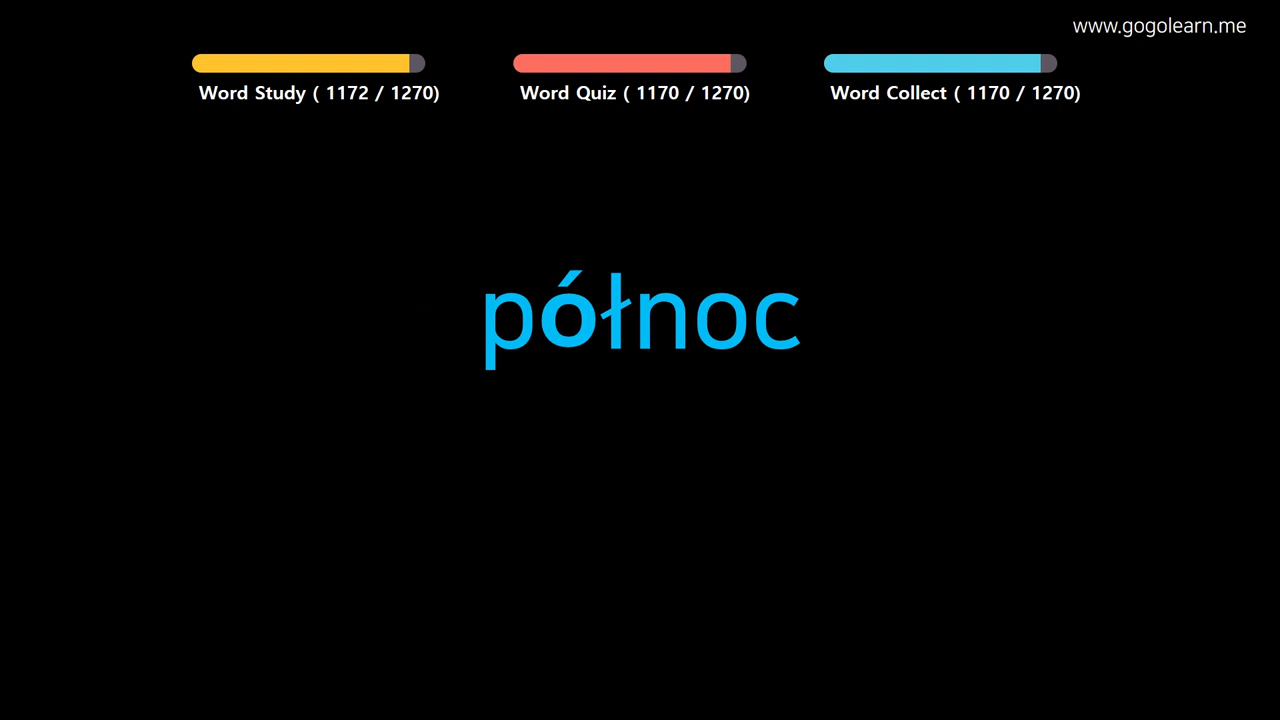 www.gogolearn.me
Word Study ( 1172 / 1270)
Word Quiz ( 1170 / 1270)
Word Collect ( 1170 / 1270)
północ